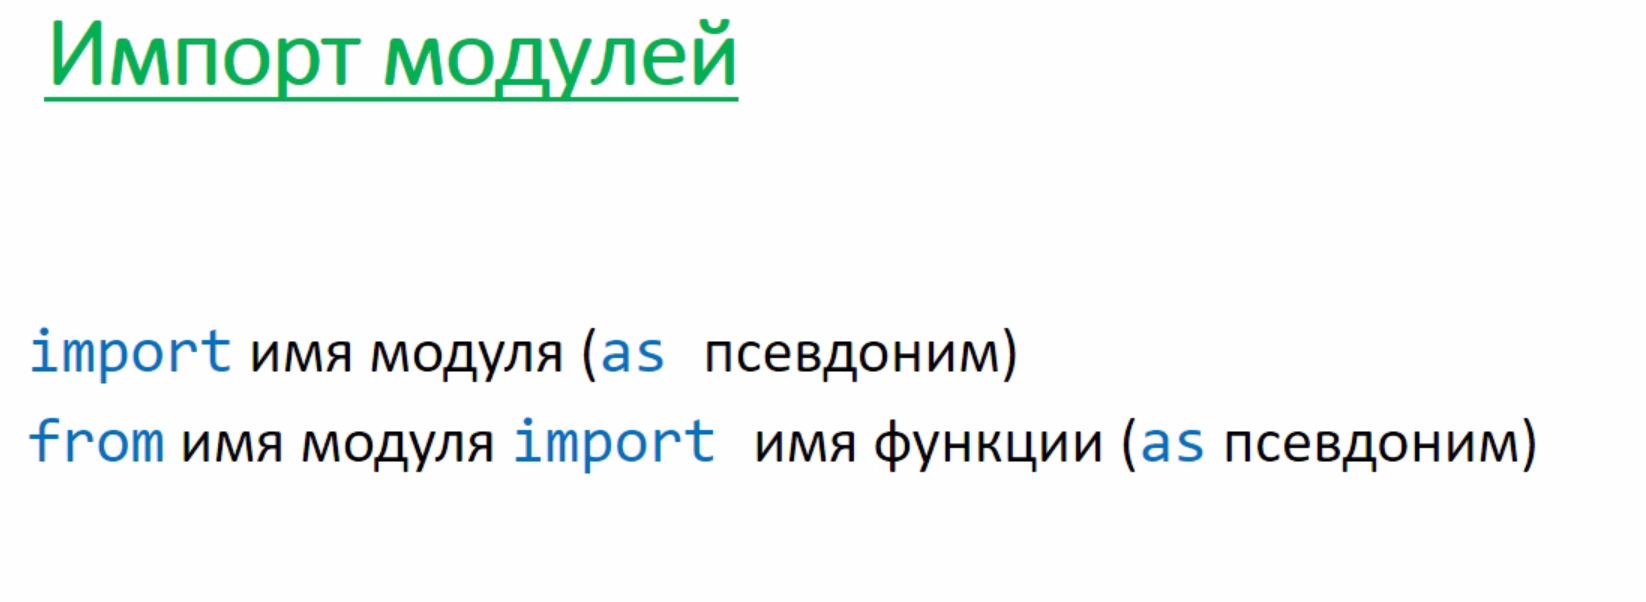 Импорт модулей
import имя модуля (as псевдоним)
from имя модуля import имя функции (as псевдоним)